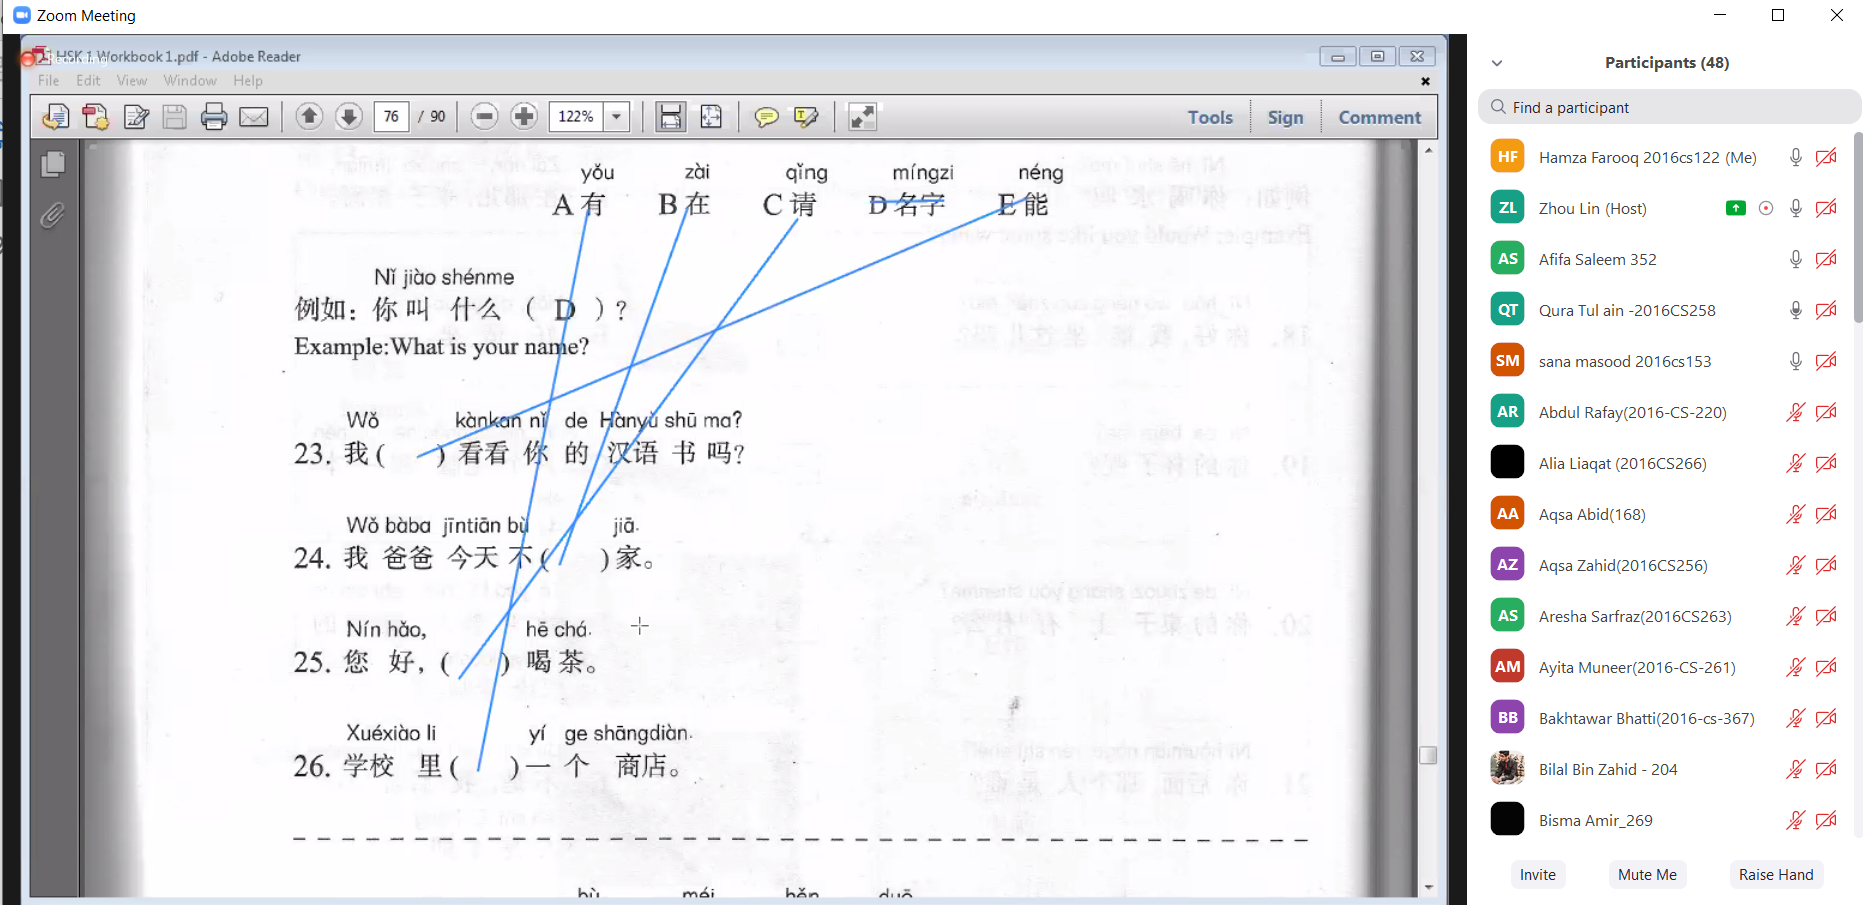 Zoom Meeting
HSK 1 Workbook 1.pdf - Adobe Reader
Recording
File Edit View Window Help
76 / 90 122% Tools Sign Comment
yǒu zài qǐng míngzi néng
A 有 B 在 C 请 D 名字 E 能
Nǐ jiào shénme
例如：你 叫 什么 （ D ）？
Example:What is your name?
Wǒ kànkan nǐ de Hànyǔ shū ma?
23. 我 ( ) 看看 你 的 汉语 书 吗？
Wǒ bàba jīntiān bù jiā.
24. 我 爸爸 今天 不 ( ) 家。
Nín hǎo, hē chá.
25. 您 好， ( ) 喝 茶。
Xuéxiào li yí ge shāngdiàn.
26. 学校 里 ( ) 一 个 商店。
bù méi hěn duō
Participants (48)
Find a participant
HF Hamza Farooq 2016cs122 (Me)
ZL Zhou Lin (Host)
AS Afifa Saleem 352
QT Qura Tul ain -2016CS258
SM sana masood 2016cs153
AR Abdul Rafay(2016-CS-220)
Alia Liaqat (2016CS266)
AA Aqsa Abid(168)
AZ Aqsa Zahid(2016CS256)
AS Aresha Sarfraz(2016CS263)
AM Ayita Muneer(2016-CS-261)
BB Bakhtawar Bhatti(2016-cs-367)
Bilal Bin Zahid - 204
Bisma Amir_269
Invite Mute Me Raise Hand